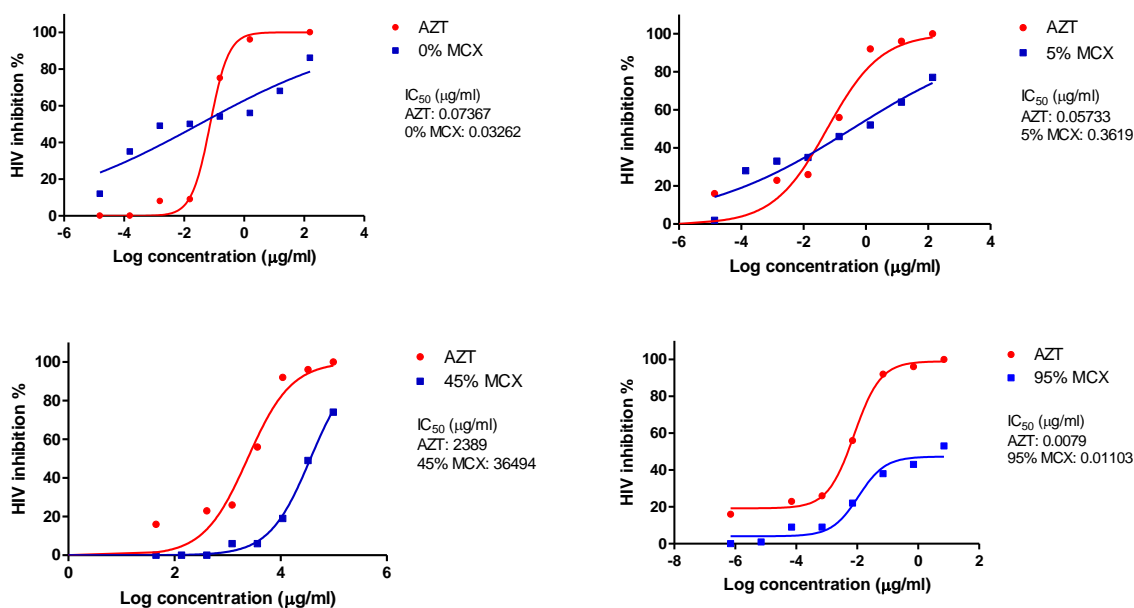 AZT
0% MCX
IC50 (μg/ml)
AZT: 0.07367
0% MCX: 0.03262
HIV inhibition %
100
80
60
40
20
0
-6 -4 -2 0 2 4
Log concentration (μg/ml)
AZT
5% MCX
IC50 (μg/ml)
AZT: 0.05733
5% MCX: 0.3619
HIV inhibition %
100
80
60
40
20
0
-6 -4 -2 0 2 4
Log concentration (μg/ml)
AZT
45% MCX
IC50 (μg/ml)
AZT: 2389
45% MCX: 36494
HIV inhibition %
100
80
60
40
20
0
0 2 4 6
Log concentration (μg/ml)
AZT
95% MCX
IC50 (μg/ml)
AZT: 0.0079
95% MCX: 0.01103
HIV inhibition %
100
80
60
40
20
0
-8 -6 -4 -2 0 2
Log concentration (μg/ml)